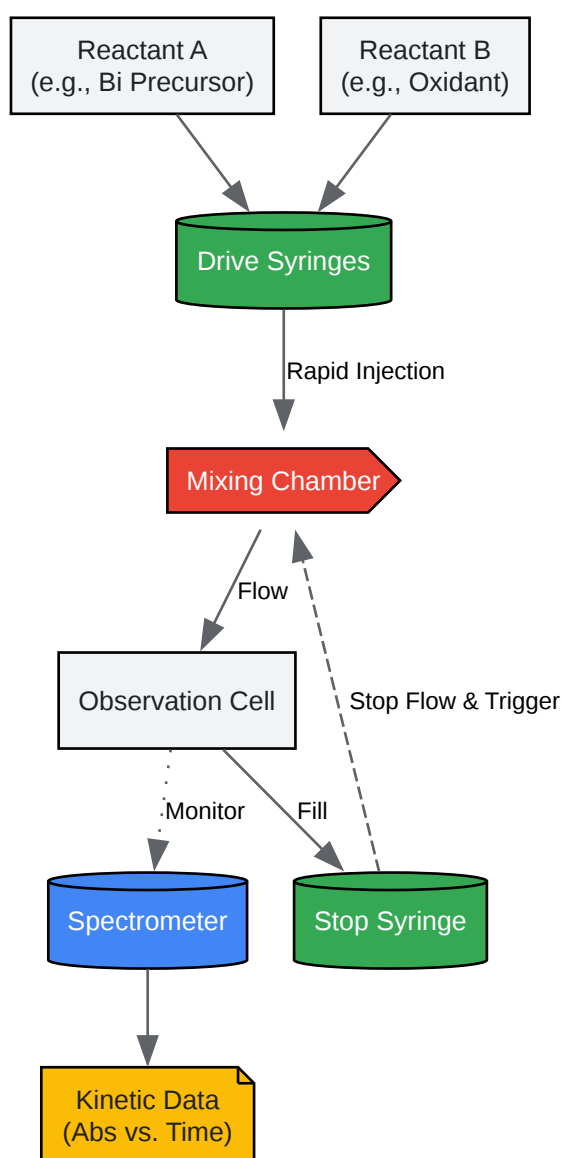 Reactant A
(e.g., Bi Precursor)
Reactant B
(e.g., Oxidant)
Drive Syringes
Rapid Injection
Mixing Chamber
Flow
Observation Cell
Stop Flow & Trigger
Monitor
Fill
Spectrometer
Stop Syringe
Kinetic Data
(Abs vs. Time)